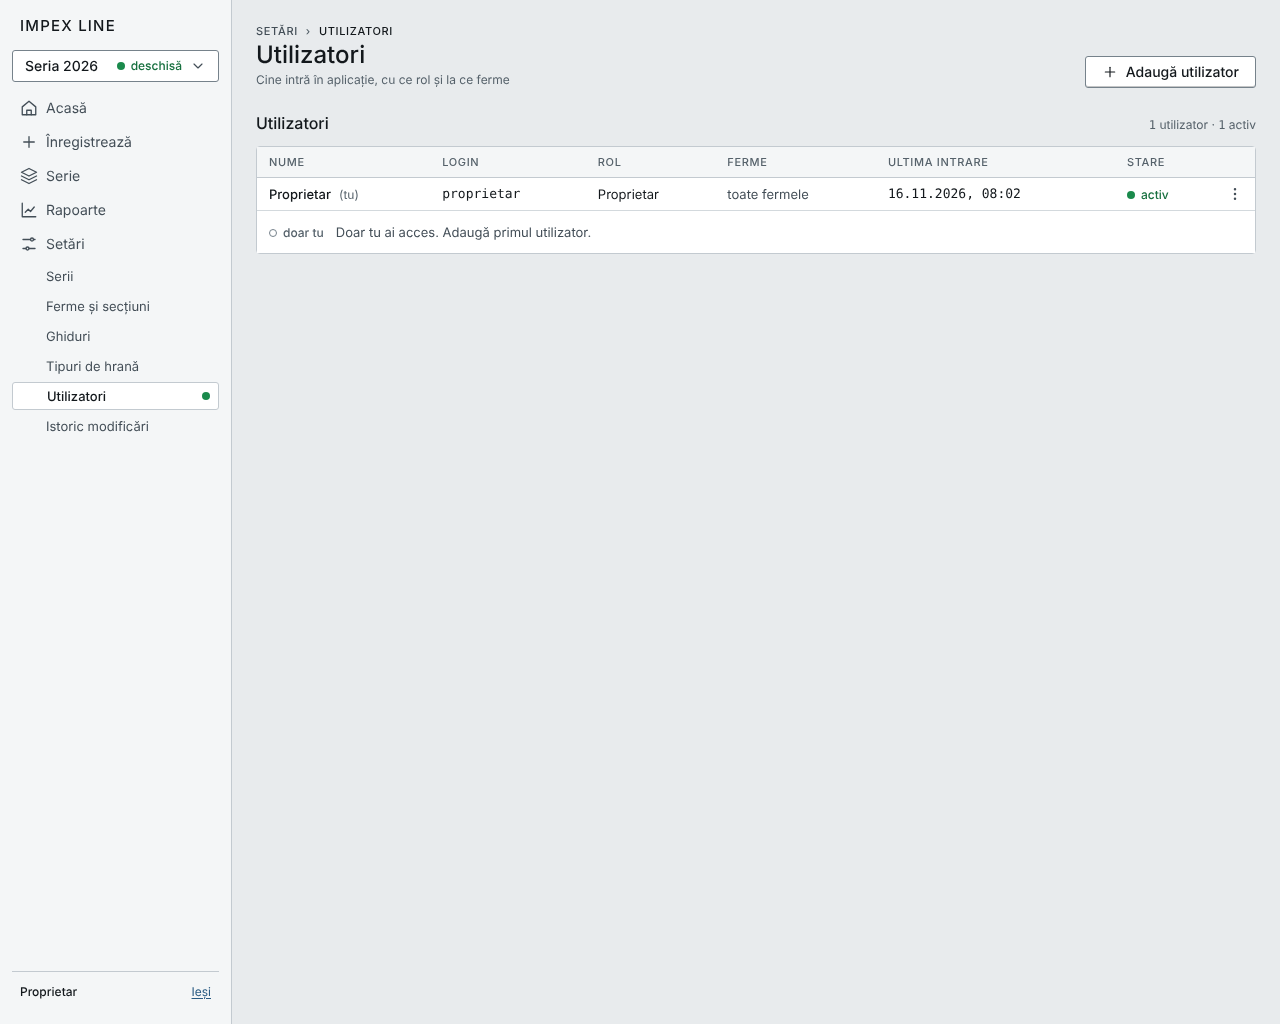 IMPEX LINE
Seria 2026 deschisă
Acasă
Înregistrează
Serie
Rapoarte
Setări
Serii
Ferme și secțiuni
Ghiduri
Tipuri de hrană
Utilizatori
Istoric modificări
Proprietar Ieși
SETĂRI › UTILIZATORI
Utilizatori
Cine intră în aplicație, cu ce rol și la ce ferme
Adaugă utilizator
Utilizatori 1 utilizator · 1 activ
NUME LOGIN ROL FERME ULTIMA INTRARE STARE
Proprietar (tu) proprietar Proprietar toate fermele 16.11.2026, 08:02 activ
doar tu Doar tu ai acces. Adaugă primul utilizator.